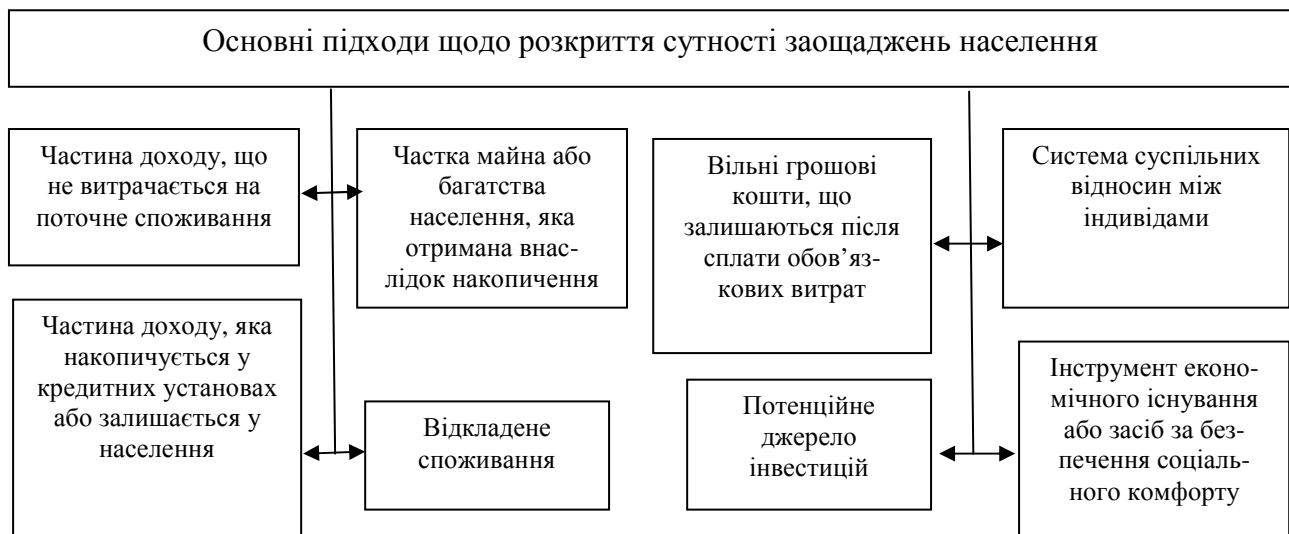 Основні підходи щодо розкриття сутності заощаджень населення
Частина доходу, що
не витрачається на
поточне споживання
Частка майна або
багатства
населення, яка
отримана внас-
лідок накопичення
Вільні грошові
кошти, що
залишаються після
сплати обов’яз-
кових витрат
Система суспільних
відносин між
індивідами
Частина доходу, яка
накопичується у
кредитних установах
або залишається у
населення
Відкладене
споживання
Потенційне
джерело
інвестицій
Інструмент еконо-
мічного існування
або засіб за без-
печення соціаль-
ного комфорту